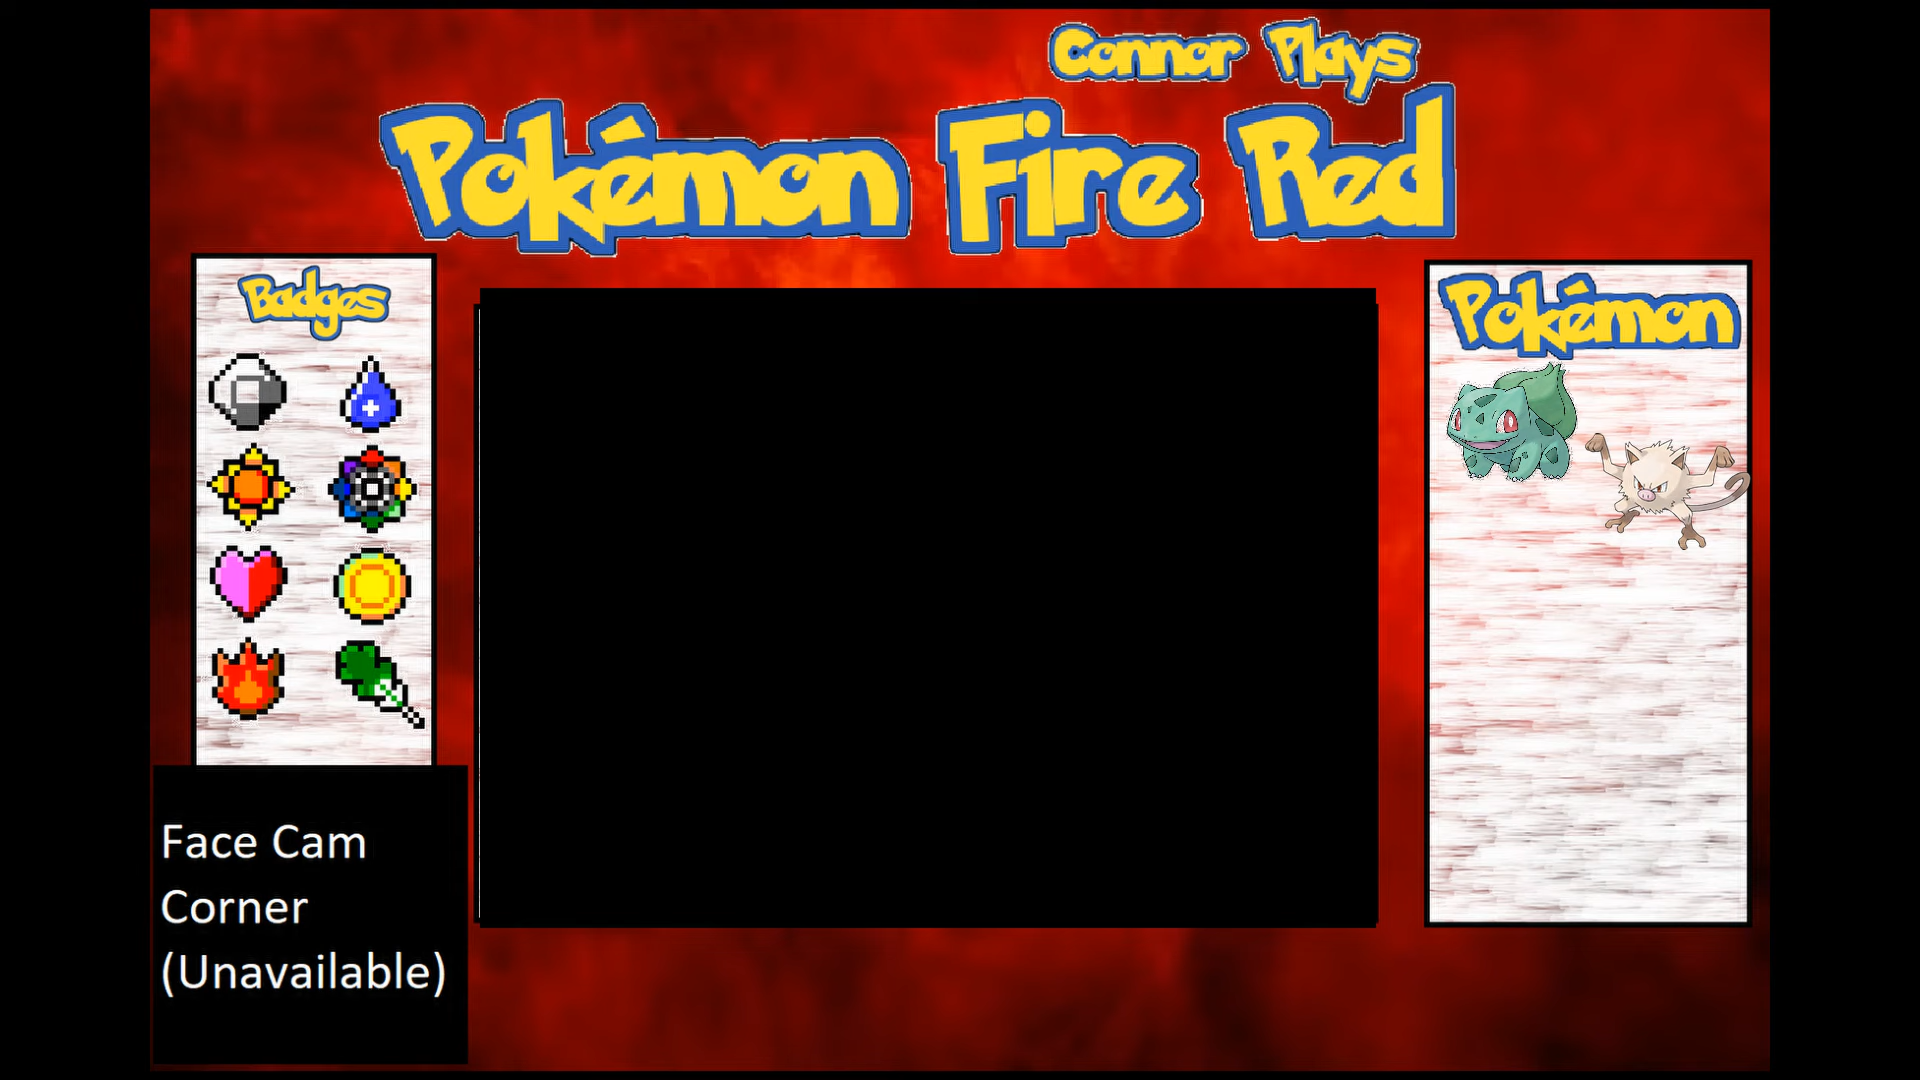 Connor Plays
Pokémon Fire Red
Badges
Pokémon
Face Cam
Corner
(Unavailable)